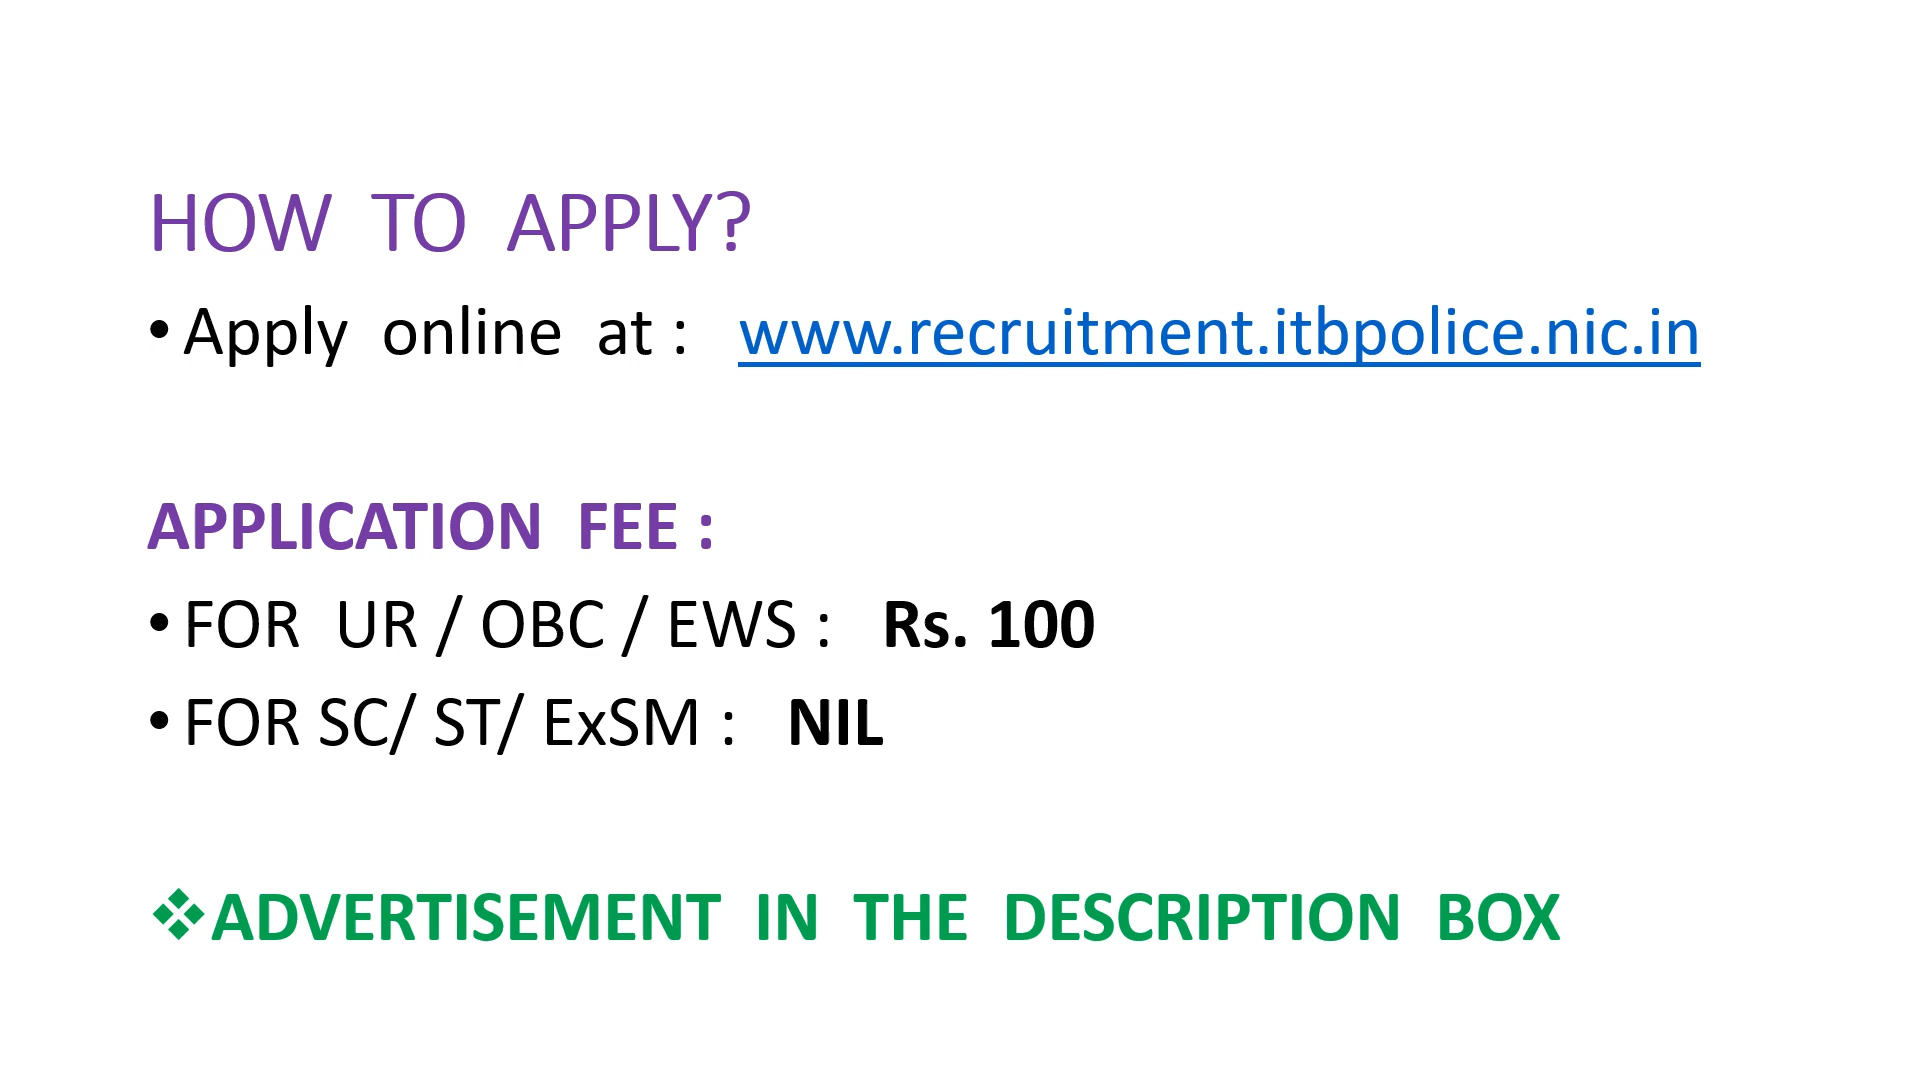 HOW TO APPLY?
• Apply online at : www.recruitment.itbpolice.nic.in
APPLICATION FEE :
• FOR UR / OBC / EWS : Rs. 100
• FOR SC/ ST/ ExSM : NIL
❖ADVERTISEMENT IN THE DESCRIPTION BOX